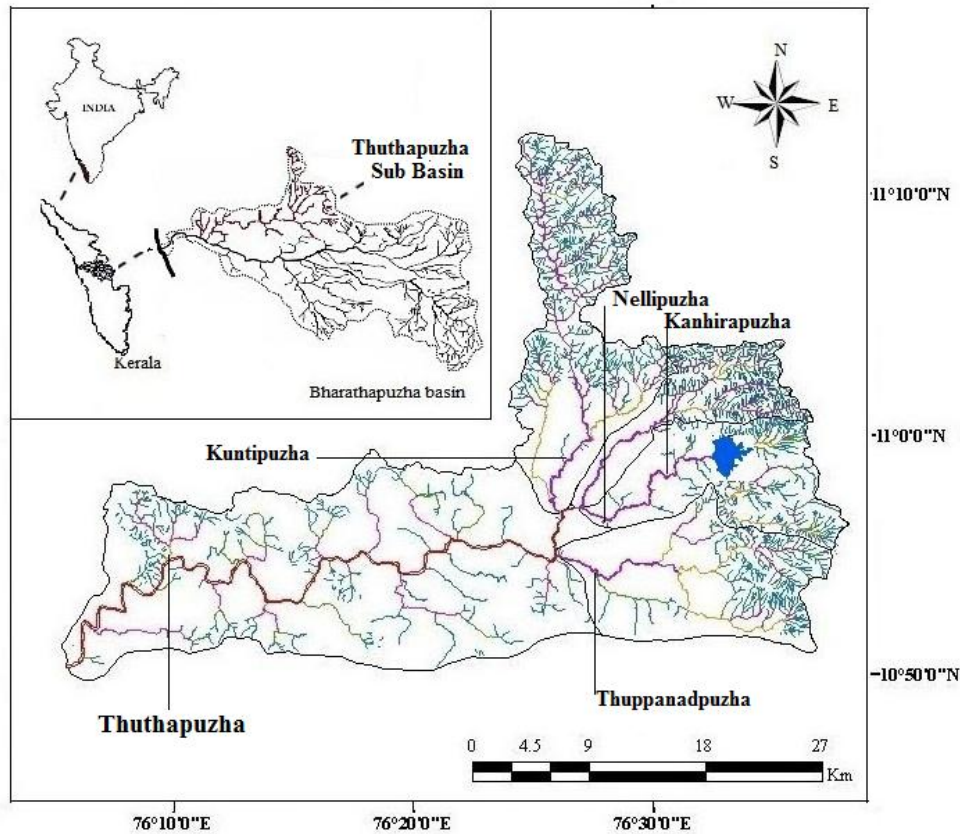 INDIA
Thuthapuzha
Sub Basin
Kerala
Bharathapuzha basin
N
W
E
S
11°10'0"N
Nellipuzha
Kanhirapuzha
11°0'0"N
Kuntipuzha
10°50'0"N
Thuppanadpuzha
Thuthapuzha
0 4.5 9 18 27
Km
76°10'0"E 76°20'0"E 76°30'0"E